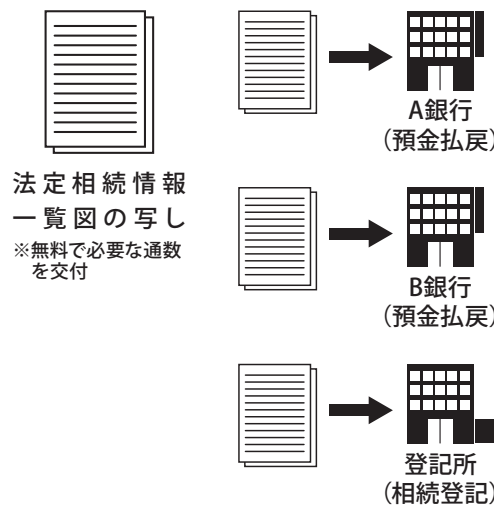 法定相続情報
一覧図の写し
※無料で必要な通数
を交付
A銀行
(預金払戻)
B銀行
(預金払戻)
登記所
(相続登記)